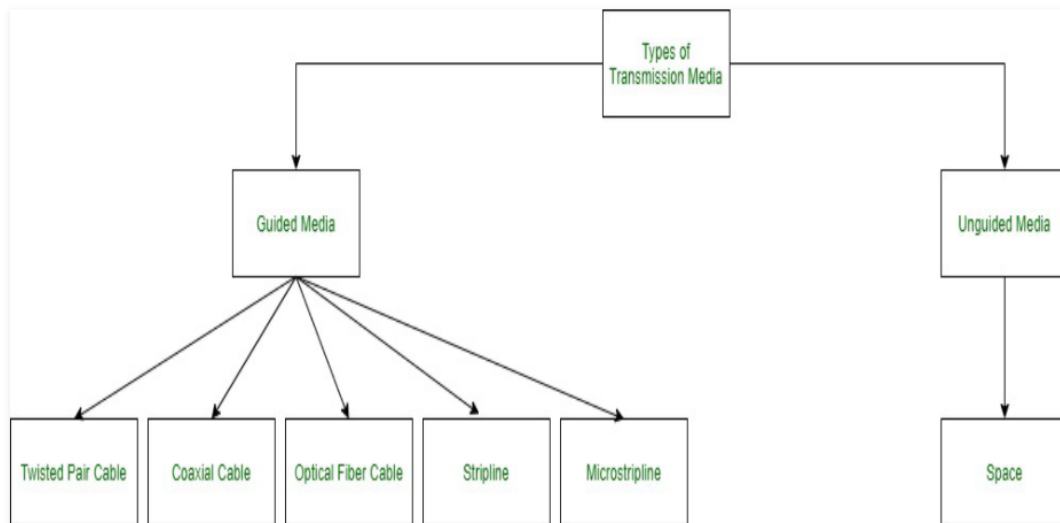 Types of
Transmission Media
Guided Media
Unguided Media
Twisted Pair Cable
Coaxial Cable
Optical Fiber Cable
Stripline
Microstripline
Space